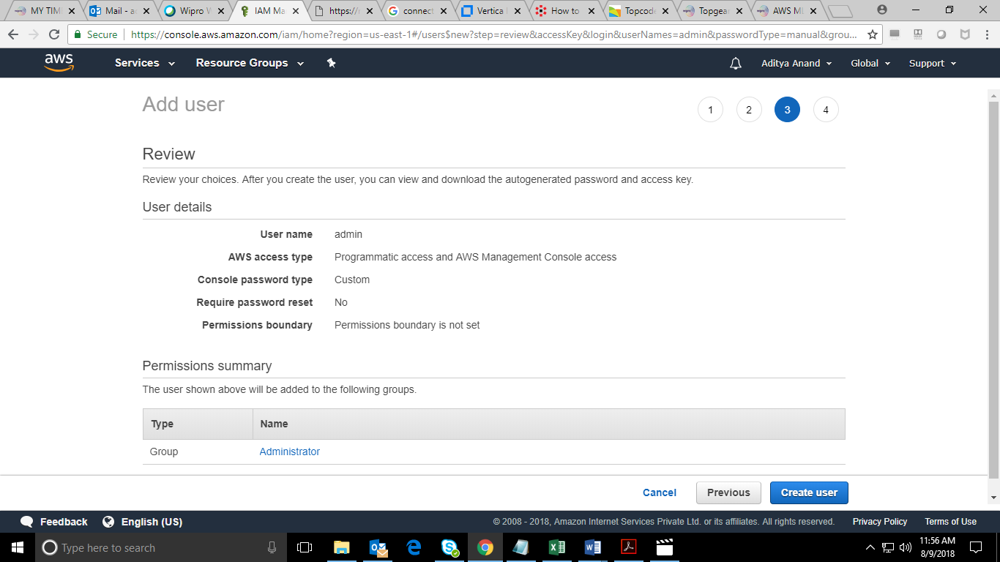 MY TIM
Mail - a
Wipro W
IAM Ma
https://
connect
Vertica
How to
Topcod
Topgea
AWS M
Secure
https://console.aws.amazon.com/iam/home?region=us-east-1#/users$new?step=review&accessKey&login&userNames=admin&passwordType=manual&grou...
aws
Services
Resource Groups
Aditya Anand
Global
Support
Add user
1
2
3
4
Review
Review your choices. After you create the user, you can view and download the autogenerated password and access key.
User details
User name admin
AWS access type Programmatic access and AWS Management Console access
Console password type Custom
Require password reset No
Permissions boundary Permissions boundary is not set
Permissions summary
The user shown above will be added to the following groups.
Type Name
Group Administrator
Cancel Previous Create user
Feedback English (US) © 2008 - 2018, Amazon Internet Services Private Ltd. or its affiliates. All rights reserved. Privacy Policy Terms of Use
Type here to search
11:56 AM
8/9/2018